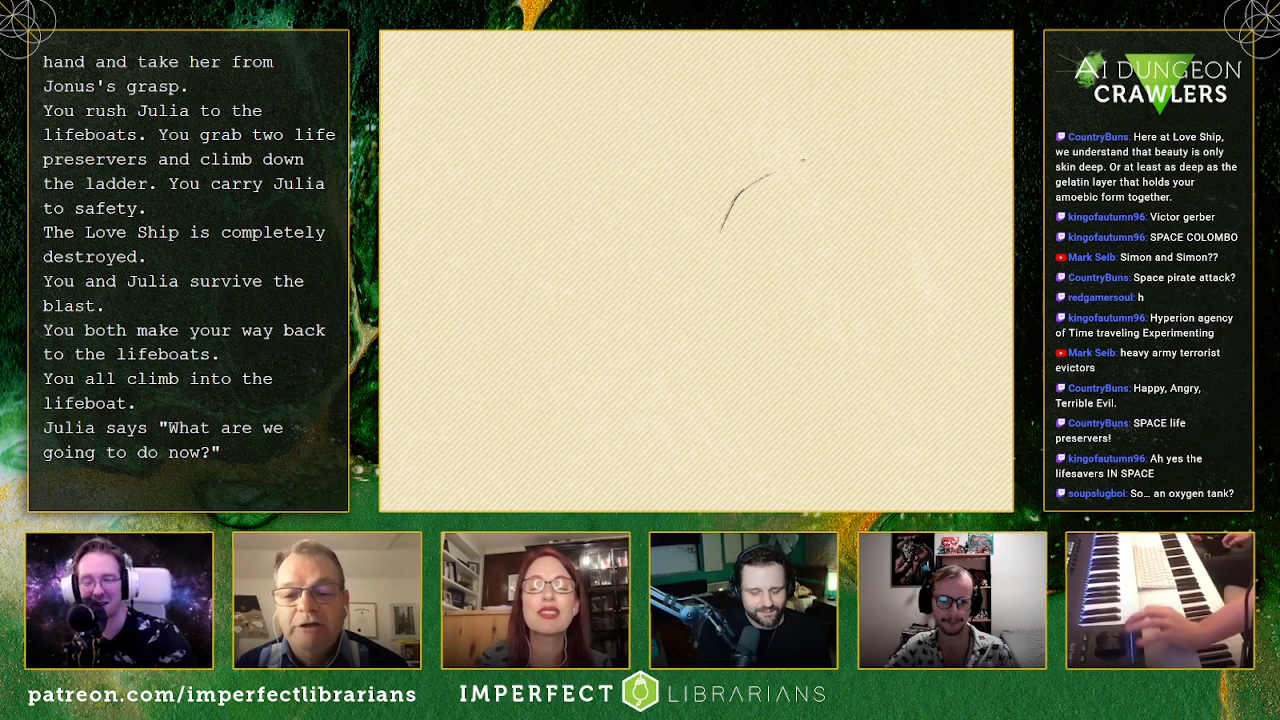 hand and take her from
Jonus's grasp.
You rush Julia to the
lifeboats. You grab two life
preservers and climb down
the ladder. You carry Julia
to safety.
The Love Ship is completely
destroyed.
You and Julia survive the
blast.
You both make your way back
to the lifeboats.
You all climb into the
lifeboat.
Julia says "What are we
going to do now?"
AI DUNGEON
CRAWLERS
CountryBuns: Here at Love Ship,
we understand that beauty is only
skin deep. Or at least as deep as the
gelatin layer that holds your
amoebic form together.
kingofautumn96: Victor gerber
kingofautumn96: SPACE COLOMBO
Mark Seib: Simon and Simon??
CountryBuns: Space pirate attack?
redgamersoul: h
kingofautumn96: Hyperion agency
of Time traveling Experimenting
Mark Seib: heavy army terrorist
evictors
CountryBuns: Happy, Angry,
Terrible Evil.
CountryBuns: SPACE life
preservers!
kingofautumn96: Ah yes the
lifesavers IN SPACE
soupslugboi: So... an oxygen tank?
patreon.com/imperfectlibrarians
IMPERFECT LIBRARIANS